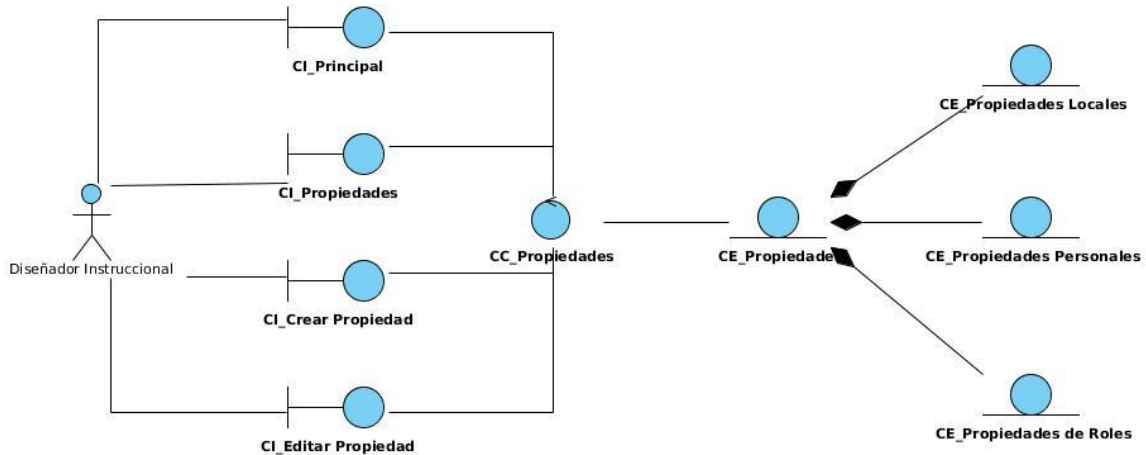 CI_Principal
CE_Propiedades Locales
CI_Propiedades
Diseñador Instruccional
CC_Propiedades
CE_Propiedade
CE_Propiedades Personales
CI_Crear Propiedad
CI_Editar Propiedad
CE_Propiedades de Roles